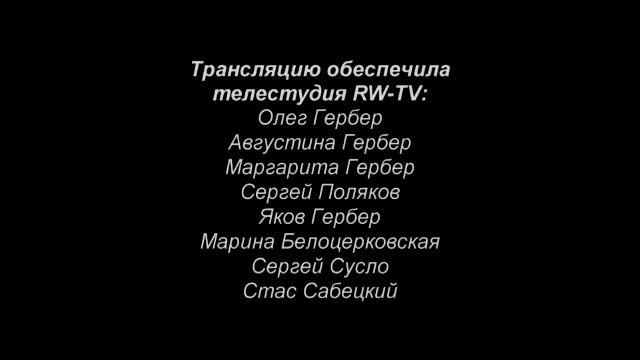 Трансляцию обеспечила
телестудия RW-TV:
Олег Гербер
Августина Гербер
Маргарита Гербер
Сергей Поляков
Яков Гербер
Марина Белоцерковская
Сергей Сусло
Стас Сабецкий